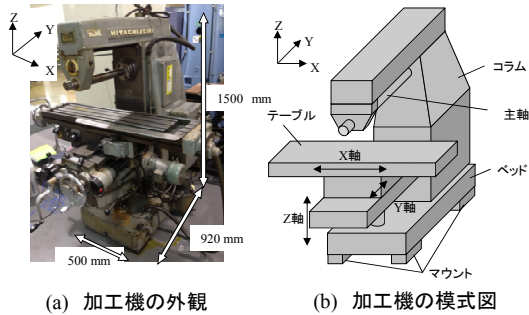 Z
Y
X
HITACHI SEIKI
1500 mm
920 mm
500 mm
(a) 加工機の外観
Z
Y
X
コラム
主軸
テーブル
X軸
ベッド
Y軸
Z軸
マウント
(b) 加工機の模式図